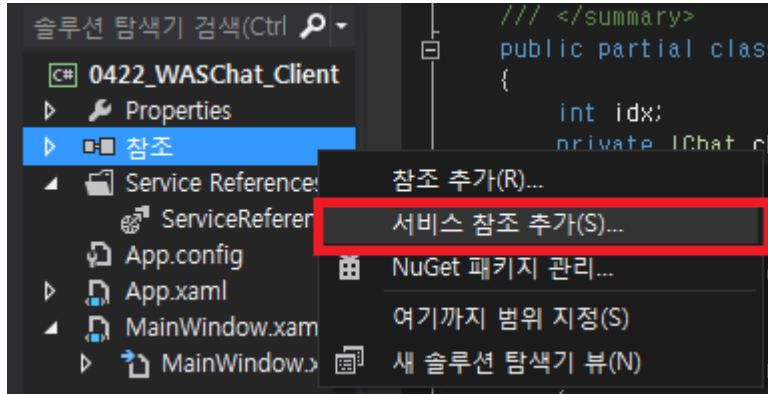 솔루션 탐색기 검색(Ctrl
0422_WASChat_Client
Properties
참조
Service References
ServiceReferen
App.config
App.xaml
MainWindow.xam
MainWindow.x
/// </summary>
public partial clas
{
int idx;
private IChat c
참조 추가(R)...
서비스 참조 추가(S)...
NuGet 패키지 관리...
여기까지 범위 지정(S)
새 솔루션 탐색기 뷰(N)